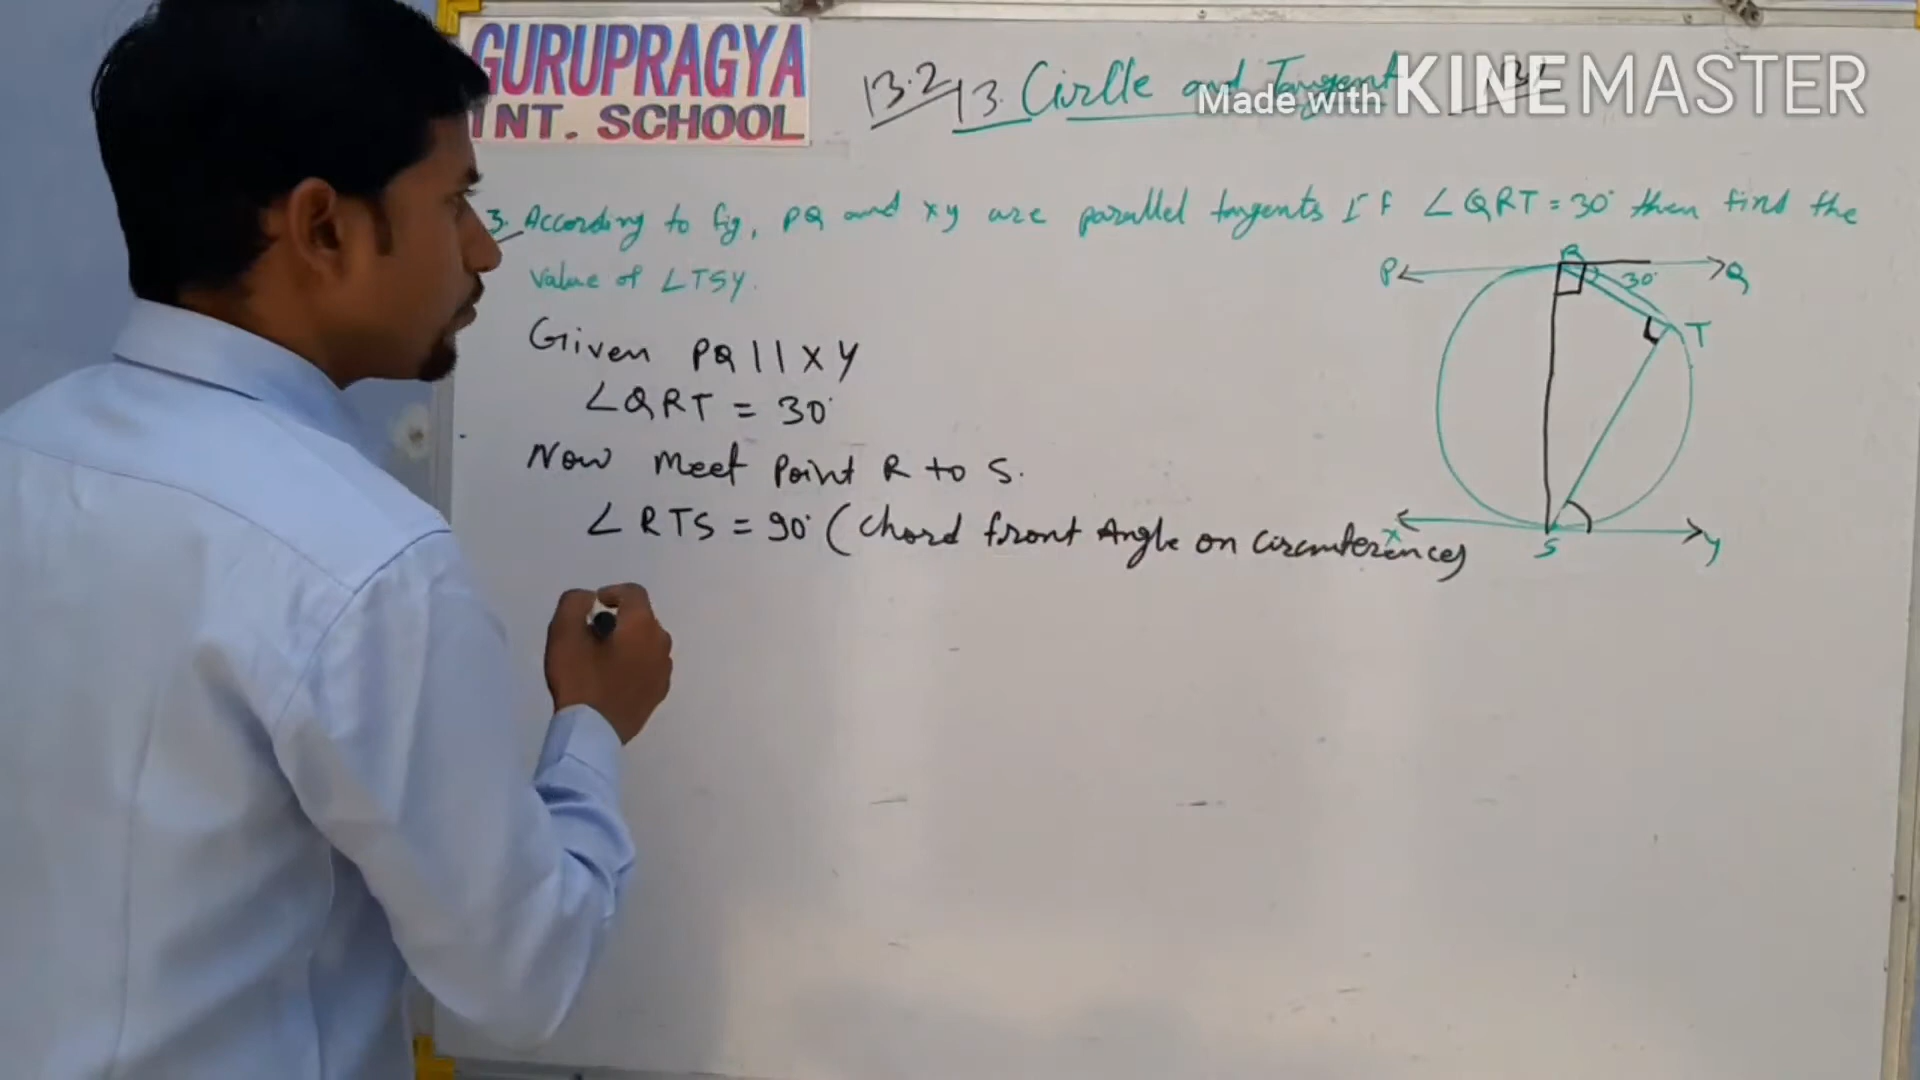 GURUPRAGYA
INT. SCHOOL
13.2 13. Circle and Tangent
Made with KINEMASTER
3. According to fig, PQ and xy are parallel tangents If ∠QRT = 30° then find the
value of ∠TSY.
Given PQ || XY
∠QRT = 30°
Now meet point R to S.
∠RTS = 90° (chord front Angle on circumference)
P R Q
30°
T
x S y